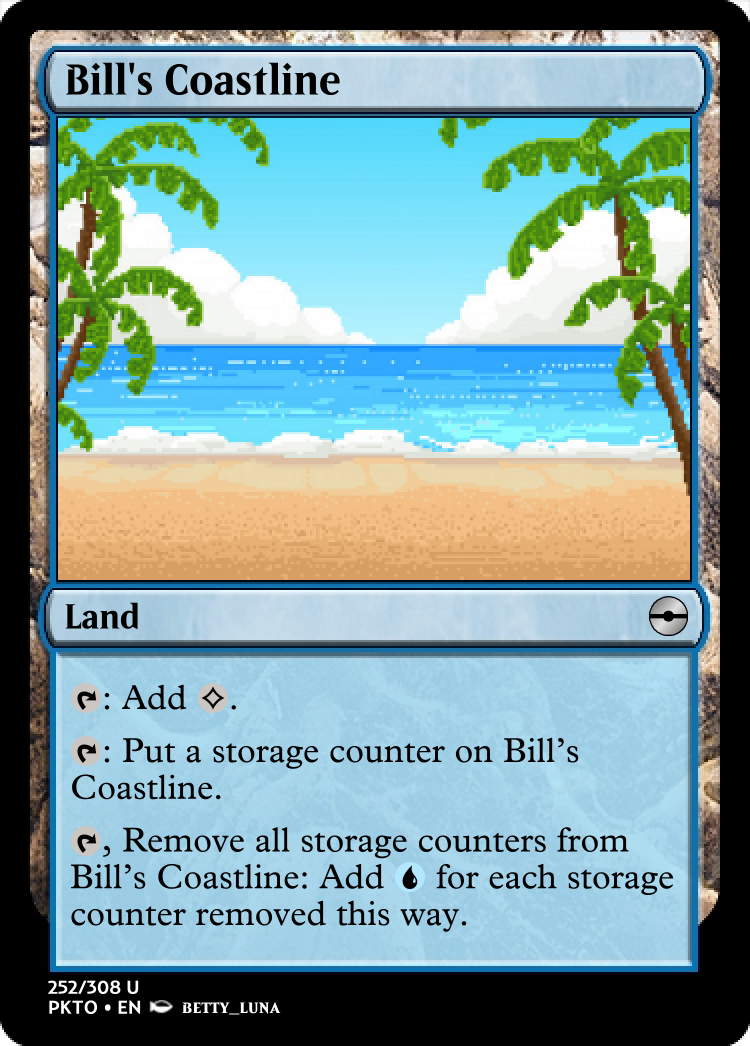 Bill's Coastline
Land
: Add .
: Put a storage counter on Bill’s
Coastline.
, Remove all storage counters from
Bill’s Coastline: Add for each storage
counter removed this way.
252/308 U
PKTO • EN BETTY_LUNA